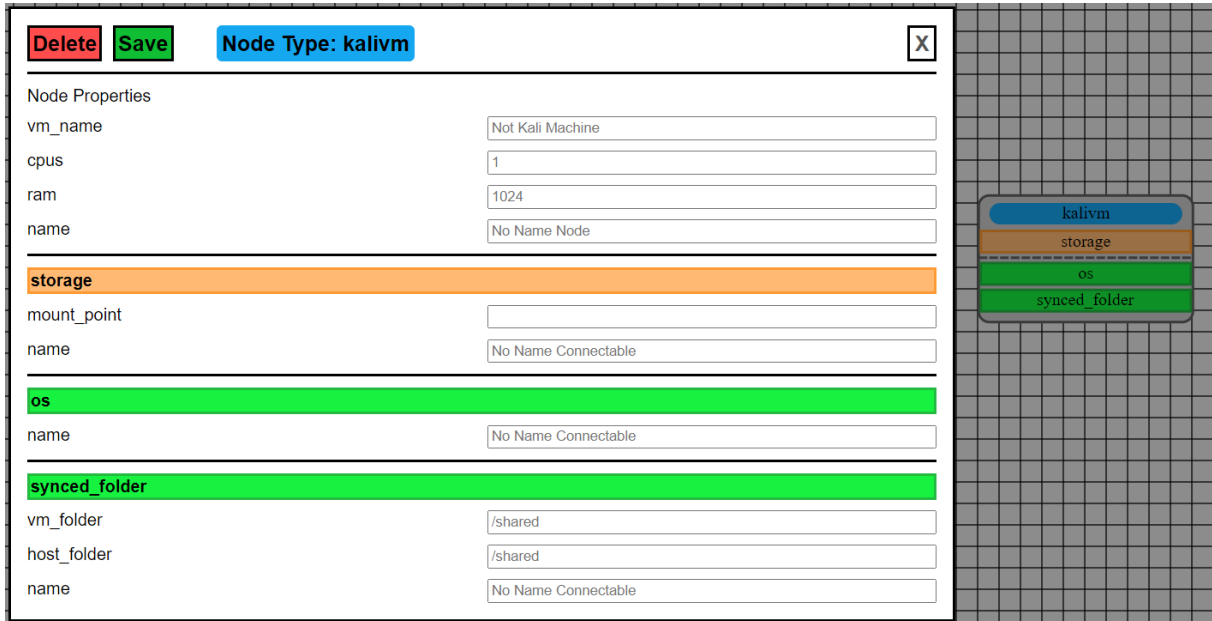 Delete Save Node Type: kalivm X
Node Properties
vm_name Not Kali Machine
cpus 1
ram 1024
name No Name Node
storage
mount_point
name No Name Connectable
os
name No Name Connectable
synced_folder
vm_folder /shared
host_folder /shared
name No Name Connectable
kalivm
storage
os
synced_folder